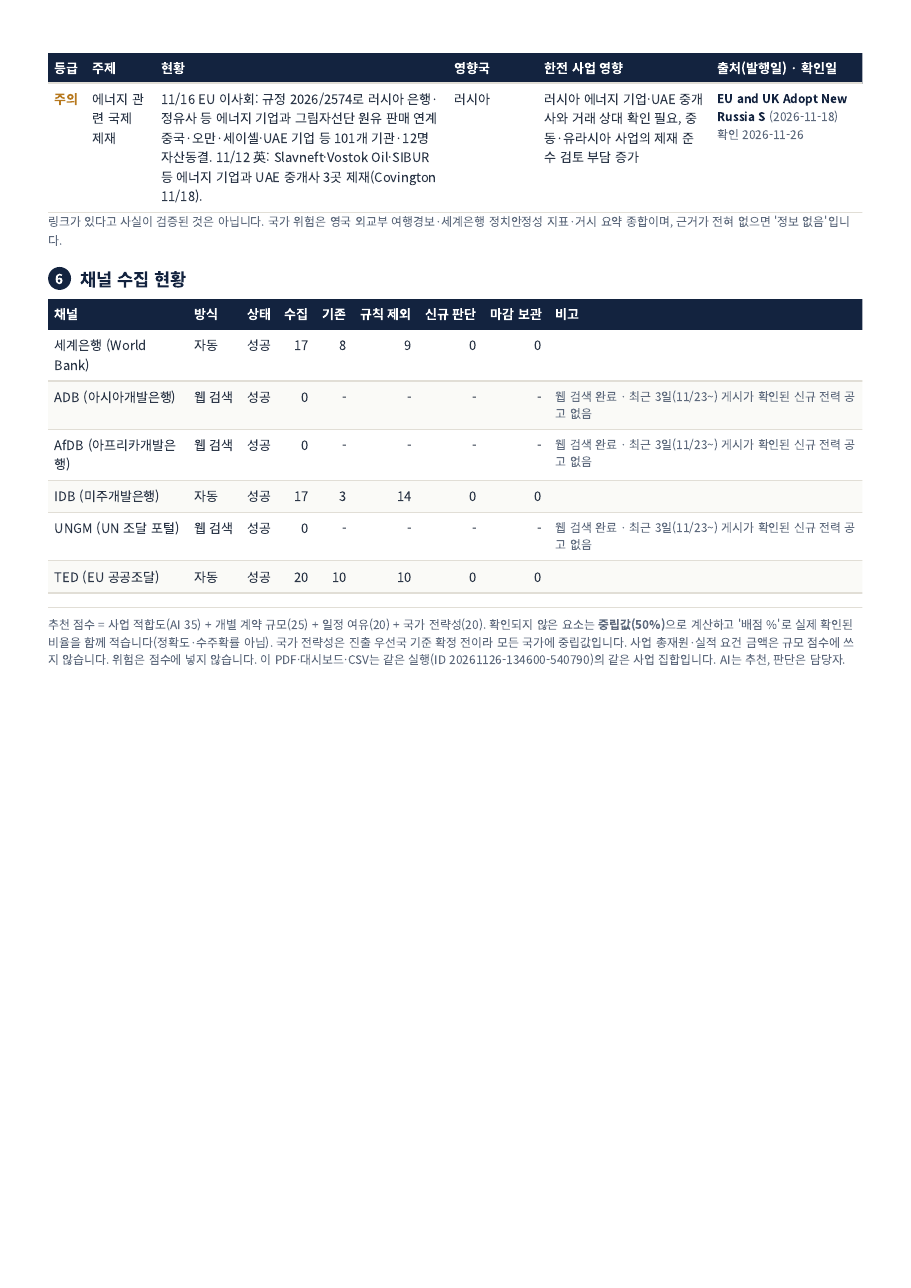 등급 주제 현황 영향국 한전 사업 영향 출처(발행일) · 확인일
주의 에너지 관 11/16 EU 이사회: 규정 2026/2574로 러시아 은행· 러시아 러시아 에너지 기업·UAE 중개 EU and UK Adopt New
련 국제 정유사 등 에너지 기업과 그림자선단 원유 판매 연계 사와 거래 상대 확인 필요, 중 Russia S (2026-11-18)
제재 중국·오만·세이셸·UAE 기업 등 101개 기관·12명 동·유라시아 사업의 제재 준 확인 2026-11-26
자산동결. 11/12 英: Slavneft·Vostok Oil·SIBUR 수 검토 부담 증가
등 에너지 기업과 UAE 중개사 3곳 제재(Covington
11/18).
링크가 있다고 사실이 검증된 것은 아닙니다. 국가 위험은 영국 외교부 여행경보·세계은행 정치안정성 지표·거시 요약 종합이며, 근거가 전혀 없으면 '정보 없음'입니
다.
6 채널 수집 현황
채널 방식 상태 수집 기존 규칙 제외 신규 판단 마감 보관 비고
세계은행 (World 자동 성공 17 8 9 0 0
Bank)
ADB (아시아개발은행) 웹 검색 성공 0 - - - - 웹 검색 완료 · 최근 3일(11/23~) 게시가 확인된 신규 전력 공
고 없음
AfDB (아프리카개발은 웹 검색 성공 0 - - - - 웹 검색 완료 · 최근 3일(11/23~) 게시가 확인된 신규 전력 공
행) 고 없음
IDB (미주개발은행) 자동 성공 17 3 14 0 0
UNGM (UN 조달 포털) 웹 검색 성공 0 - - - - 웹 검색 완료 · 최근 3일(11/23~) 게시가 확인된 신규 전력 공
고 없음
TED (EU 공공조달) 자동 성공 20 10 10 0 0
추천 점수 = 사업 적합도(AI 35) + 개별 계약 규모(25) + 일정 여유(20) + 국가 전략성(20). 확인되지 않은 요소는 중립값(50%)으로 계산하고 '배점 %'로 실제 확인된
비율을 함께 적습니다(정확도·수주확률 아님). 국가 전략성은 진출 우선국 기준 확정 전이라 모든 국가에 중립값입니다. 사업 총재원·실적 요건 금액은 규모 점수에 쓰
지 않습니다. 위험은 점수에 넣지 않습니다. 이 PDF·대시보드·CSV는 같은 실행(ID 20261126-134600-540790)의 같은 사업 집합입니다. AI는 추천, 판단은 담당자.